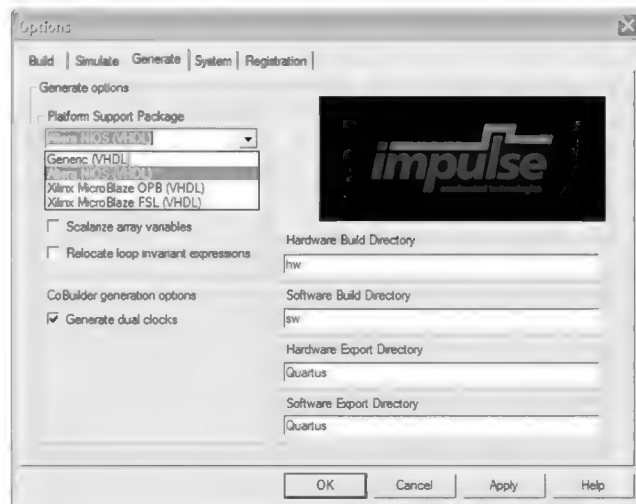 Options
Build Simulate Generate System Registration
Generate options
Platform Support Package
Altera NIOS (VHDL)
Generic (VHDL)
Altera NIOS (VHDL)
Xilinx MicroBlaze OPB (VHDL)
Xilinx MicroBlaze FSL (VHDL)
Scalarize array variables
Relocate loop invariant expressions
CoBuilder generation options
Generate dual clocks
impulse
accelerated technologies
Hardware Build Directory
hw
Software Build Directory
sw
Hardware Export Directory
Quartus
Software Export Directory
Quartus
OK Cancel Apply Help